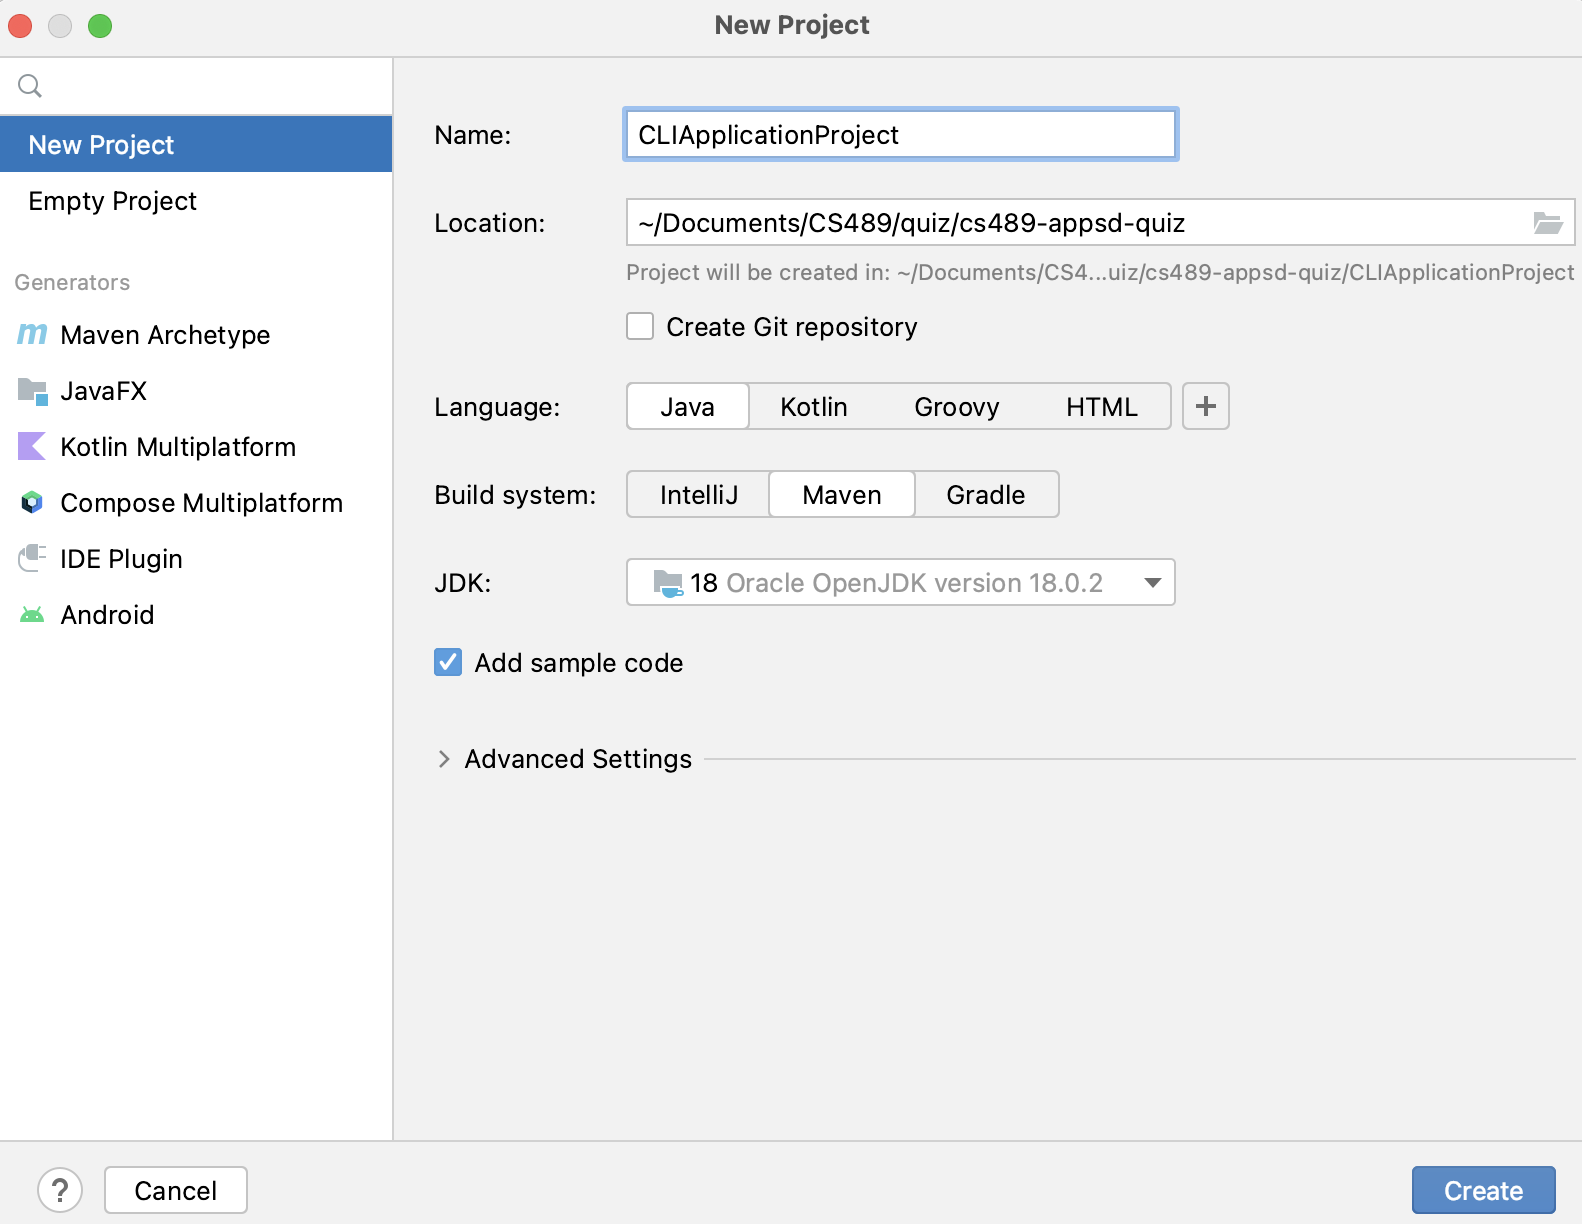 New Project
New Project
Empty Project
Generators
Maven Archetype
JavaFX
Kotlin Multiplatform
Compose Multiplatform
IDE Plugin
Android
Name: CLIApplicationProject
Location: ~/Documents/CS489/quiz/cs489-appsd-quiz
Project will be created in: ~/Documents/CS4...uiz/cs489-appsd-quiz/CLIApplicationProject
Create Git repository
Language: Java Kotlin Groovy HTML +
Build system: IntelliJ Maven Gradle
JDK: 18 Oracle OpenJDK version 18.0.2
Add sample code
Advanced Settings
? Cancel Create